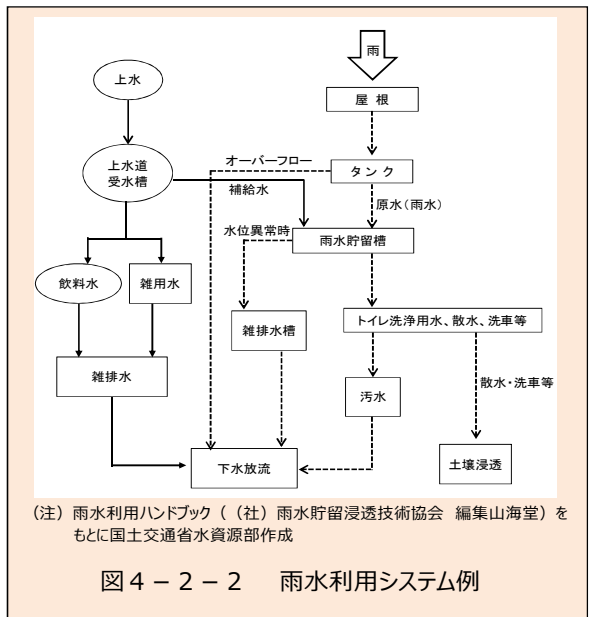 雨
上水
屋 根
オーバーフロー
タンク
上水道
受水槽
補給水
原水（雨水）
水位異常時
雨水貯留槽
飲料水
雑用水
雑排水槽
トイレ洗浄用水、散水、洗車等
雑排水
汚水
散水・洗車等
下水放流
土壌浸透
（注）雨水利用ハンドブック（（社）雨水貯留浸透技術協会　編集山海堂）を
もとに国土交通省水資源部作成
図４－２－２　雨水利用システム例